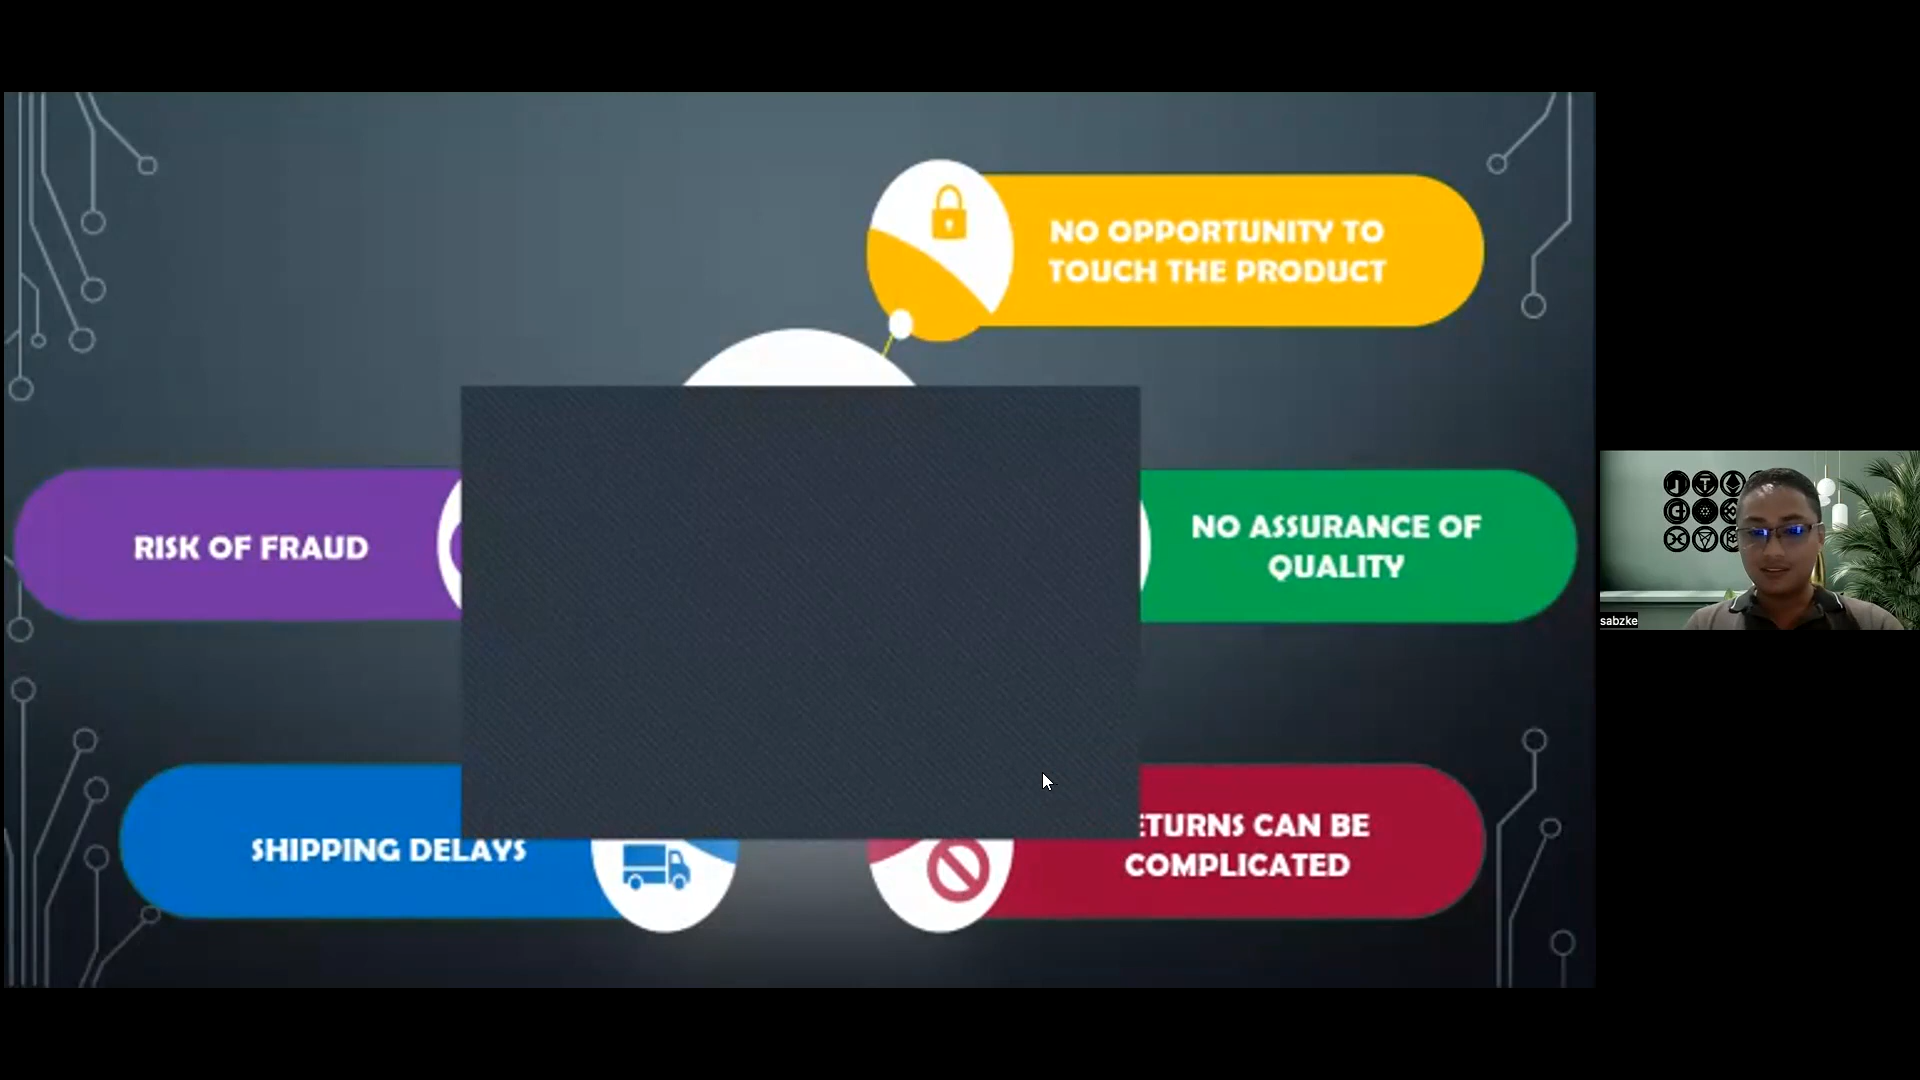 NO OPPORTUNITY TO
TOUCH THE PRODUCT
RISK OF FRAUD
NO ASSURANCE OF
QUALITY
SHIPPING DELAYS
ETURNS CAN BE
COMPLICATED
sabzke